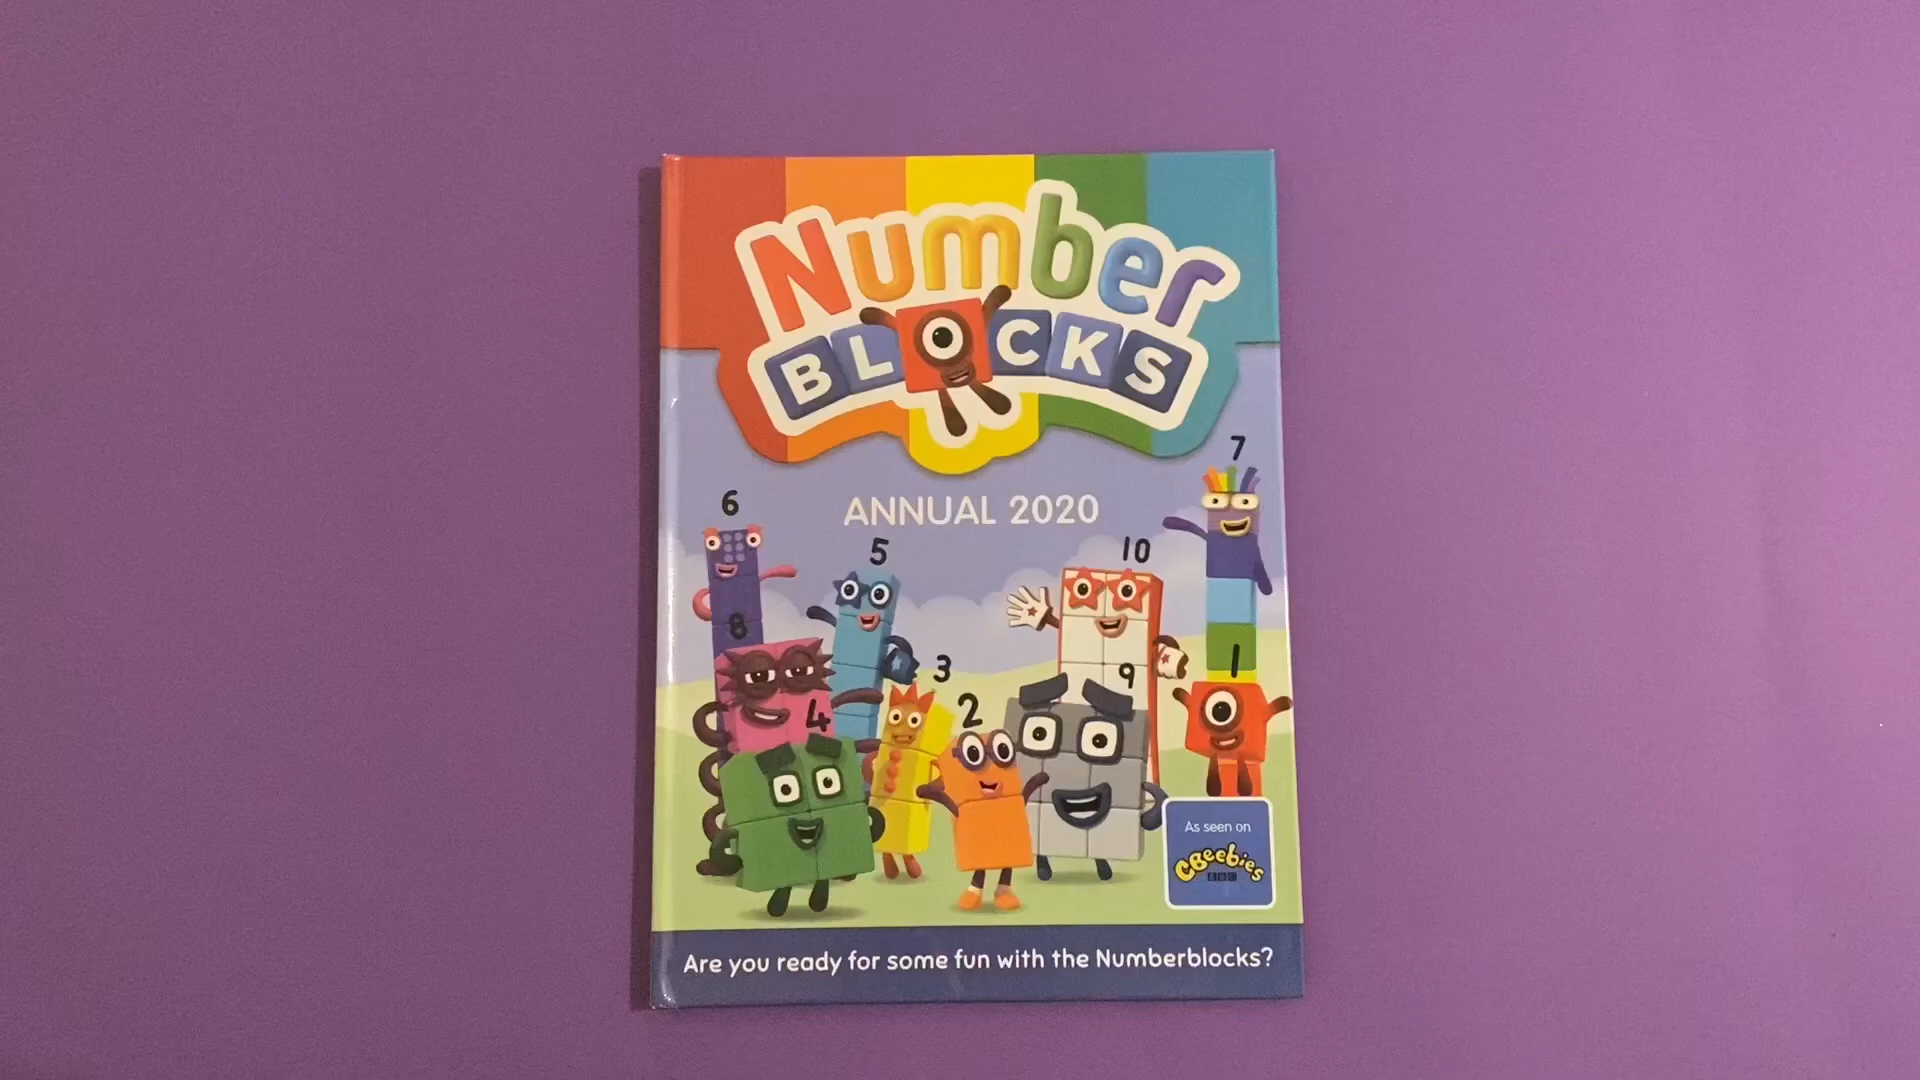 Number
BLOCKS
ANNUAL 2020
7
6
5
10
8
3
1
9
2
4
As seen on
CBeebies
BBC
Are you ready for some fun with the Numberblocks?